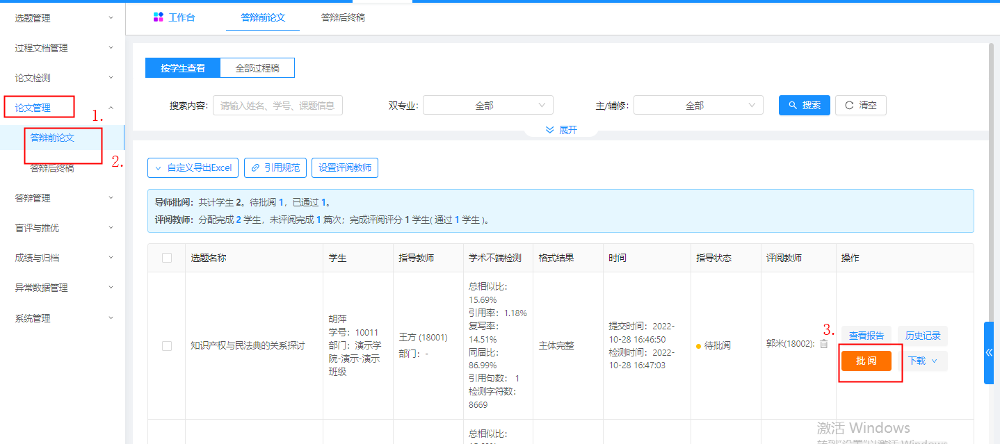 选题管理
过程文档管理
论文检测
论文管理
1.
答辩前论文
2.
答辩后终稿
答辩管理
盲评与推优
成绩与归档
异常数据管理
系统管理
工作台 答辩前论文 答辩后终稿
按学生查看 全部过程稿
搜索内容: 请输入姓名、学号、课题信息 双专业: 全部 主/辅修: 全部 搜索 清空
展开
自定义导出Excel 引用规范 设置评阅教师
导师批阅：共计学生 2。待批阅 1，已通过 1。
评阅教师：分配完成 2 学生，未评阅完成 1 篇次；完成评阅评分 1 学生( 通过 1 学生 )。
选题名称 学生 指导教师 学术不端检测 格式结果 时间 指导状态 评阅教师 操作
知识产权与民法典的关系探讨
胡萍
学号：10011
部门：演示学
院-演示-演示
班级
王方 (18001)
部门：-
总相似比：
15.69%
引用率：1.18%
复写率：
14.51%
同届比：
86.99%
引用句数： 1
检测字符数：
8669
主体完整
提交时间：2022-
10-28 16:46:50
检测时间：2022-
10-28 16:47:03
待批阅
郭米(18002):
3.
查看报告 历史记录
批 阅 下载
«
总相似比：
激活 Windows
转到"设置"以激活 Windows